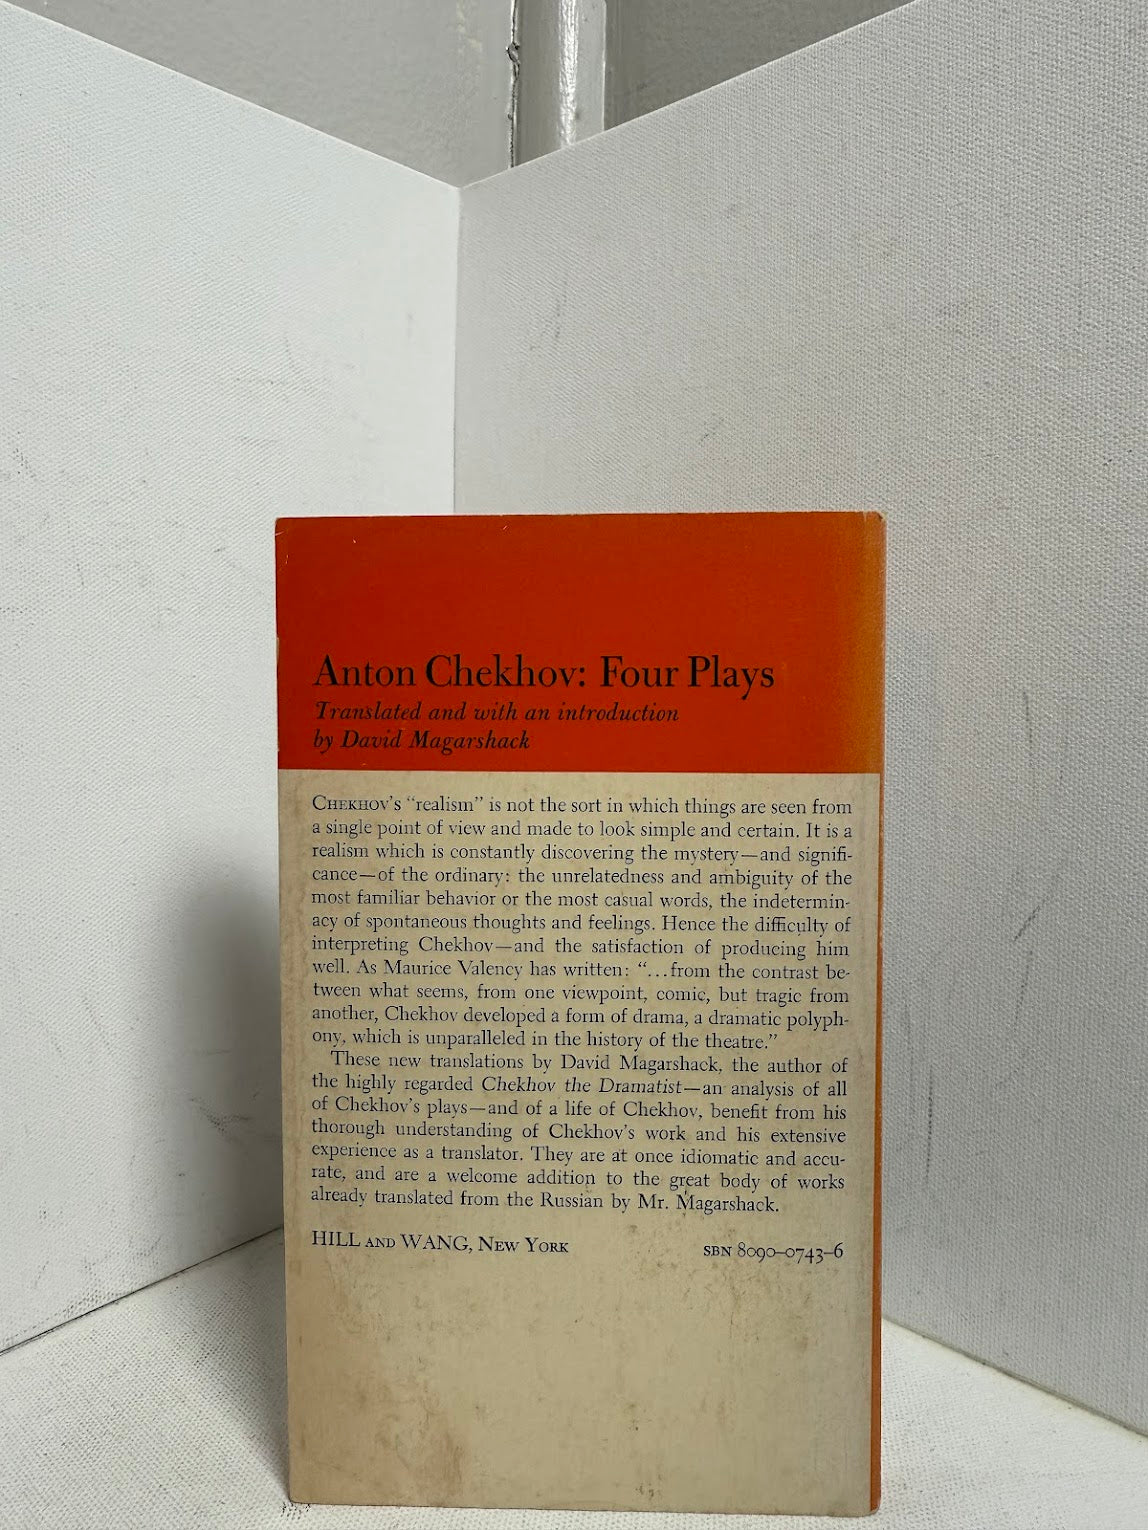 Anton Chekhov: Four Plays
Translated and with an introduction
by David Magarshack
CHEKHOV'S “realism” is not the sort in which things are seen from
a single point of view and made to look simple and certain. It is a
realism which is constantly discovering the mystery—and signifi-
cance—of the ordinary: the unrelatedness and ambiguity of the
most familiar behavior or the most casual words, the indetermin-
acy of spontaneous thoughts and feelings. Hence the difficulty of
interpreting Chekhov—and the satisfaction of producing him
well. As Maurice Valency has written: “...from the contrast be-
tween what seems, from one viewpoint, comic, but tragic from
another, Chekhov developed a form of drama, a dramatic polyph-
ony, which is unparalleled in the history of the theatre.”
These new translations by David Magarshack, the author of
the highly regarded Chekhov the Dramatist—an analysis of all
of Chekhov's plays—and of a life of Chekhov, benefit from his
thorough understanding of Chekhov's work and his extensive
experience as a translator. They are at once idiomatic and accu-
rate, and are a welcome addition to the great body of works
already translated from the Russian by Mr. Magarshack.
HILL AND WANG, NEW YORK SBN 8090-0743-6